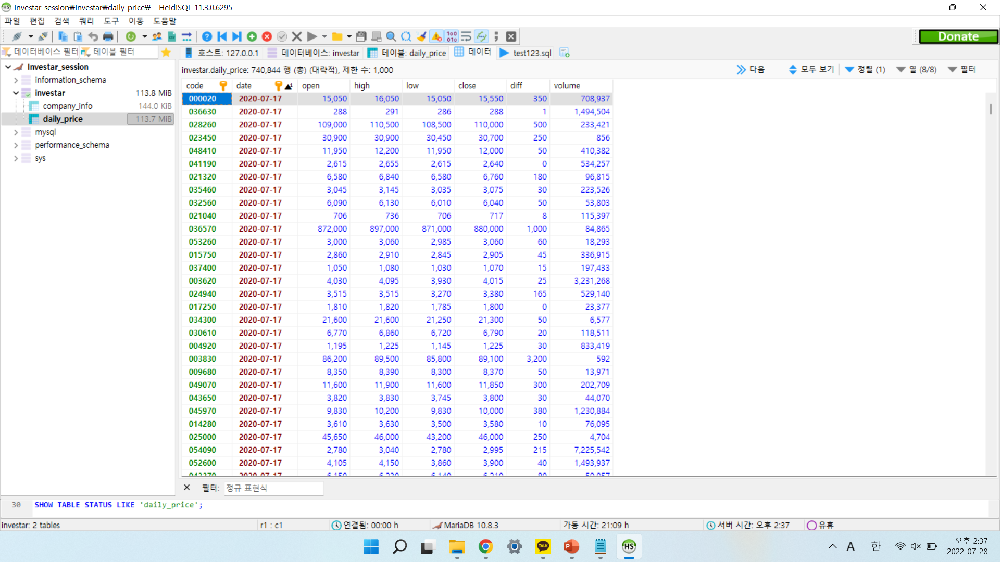 Investar_session₩investar₩daily_price₩ - HeidiSQL 11.3.0.6295
파일 편집 검색 쿼리 도구 이동 도움말
Donate
데이터베이스 필터 테이블 필터 호스트: 127.0.0.1 데이터베이스: investar 테이블: daily_price 데이터 test123.sql
Investar_session
information_schema
investar 113.8 MiB
company_info 144.0 KiB
daily_price 113.7 MiB
mysql
performance_schema
sys
investar.daily_price: 740,844 행 (총) (대략적), 제한 수: 1,000 다음 모두 보기 정렬 (1) 열 (8/8) 필터
code date open high low close diff volume
000020 2020-07-17 15,050 16,050 15,050 15,550 350 708,937
036630 2020-07-17 288 291 286 288 1 1,494,504
028260 2020-07-17 109,000 110,500 108,500 110,000 500 233,421
023450 2020-07-17 30,900 30,900 30,450 30,700 250 856
048410 2020-07-17 11,950 12,200 11,950 12,000 50 410,382
041190 2020-07-17 2,615 2,655 2,615 2,640 0 534,257
021320 2020-07-17 6,580 6,840 6,580 6,760 180 96,815
035460 2020-07-17 3,045 3,145 3,035 3,075 30 223,526
032560 2020-07-17 6,090 6,130 6,010 6,040 50 53,803
021040 2020-07-17 706 736 706 717 8 115,397
036570 2020-07-17 872,000 897,000 871,000 880,000 1,000 84,865
053260 2020-07-17 3,000 3,060 2,985 3,060 60 18,293
015750 2020-07-17 2,860 2,910 2,845 2,905 45 336,915
037400 2020-07-17 1,050 1,080 1,030 1,070 15 197,433
003620 2020-07-17 4,030 4,095 3,930 4,015 25 3,231,268
024940 2020-07-17 3,515 3,515 3,270 3,380 165 529,140
017250 2020-07-17 1,810 1,820 1,785 1,800 0 23,377
034300 2020-07-17 21,600 21,600 21,250 21,300 50 6,577
030610 2020-07-17 6,770 6,860 6,720 6,790 20 118,511
004920 2020-07-17 1,195 1,225 1,145 1,225 30 833,419
003830 2020-07-17 86,200 89,500 85,800 89,100 3,200 592
009680 2020-07-17 8,350 8,390 8,300 8,370 50 13,971
049070 2020-07-17 11,600 11,900 11,600 11,850 300 202,709
043650 2020-07-17 3,820 3,830 3,745 3,800 30 44,070
045970 2020-07-17 9,830 10,200 9,830 10,000 380 1,230,884
014280 2020-07-17 3,610 3,630 3,500 3,580 10 76,095
025000 2020-07-17 45,650 46,000 43,200 46,000 250 4,704
054090 2020-07-17 2,780 3,040 2,780 2,995 215 7,225,542
052600 2020-07-17 4,105 4,150 3,860 3,900 40 1,493,937
필터: 정규 표현식
30 SHOW TABLE STATUS LIKE 'daily_price';
investar: 2 tables r1 : c1 연결됨: 00:00 h MariaDB 10.8.3 가동 시간: 21:09 h 서버 시간: 오후 2:37 유휴
TALK HS A 한 오후 2:37
2022-07-28